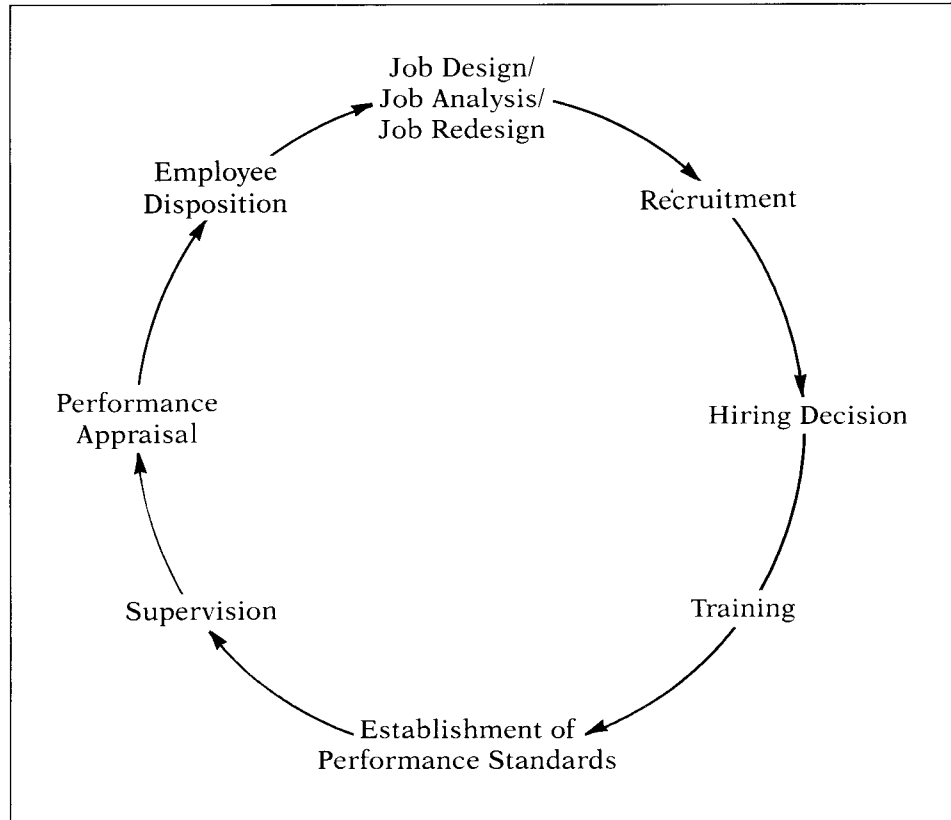 Job Design/
Job Analysis/
Job Redesign
Recruitment
Hiring Decision
Training
Establishment of
Performance Standards
Supervision
Performance
Appraisal
Employee
Disposition